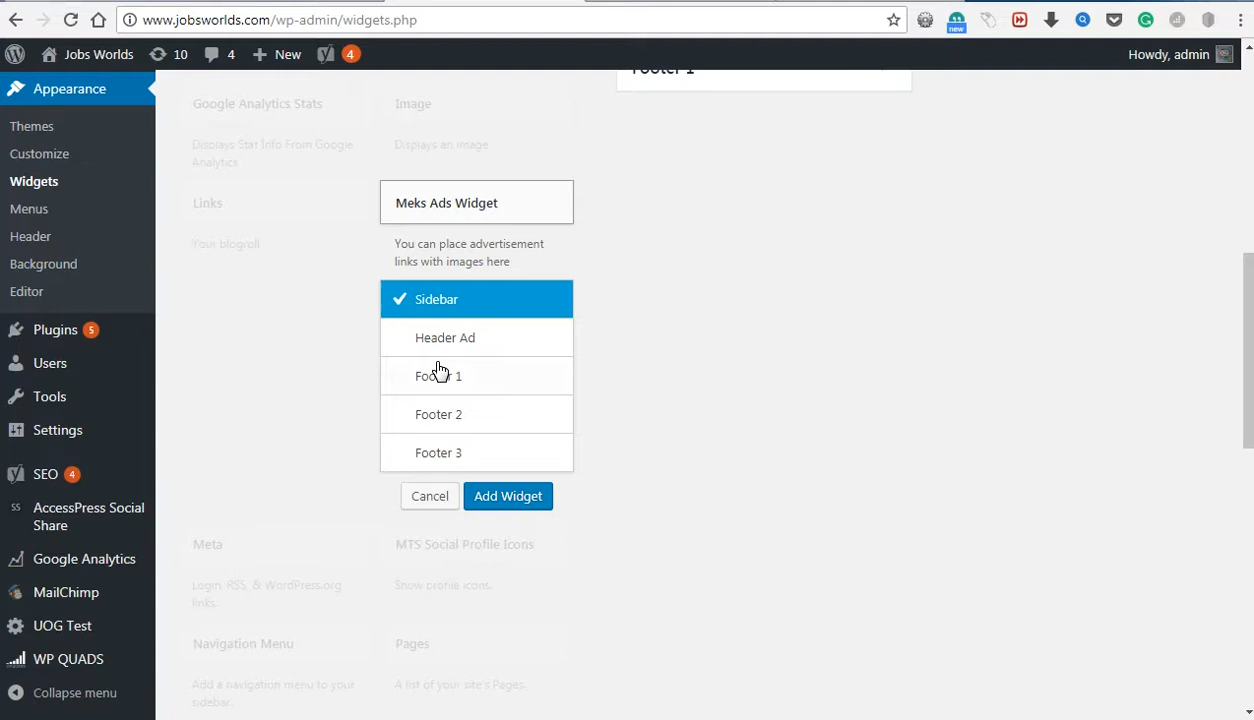 www.jobsworlds.com/wp-admin/widgets.php
new
Jobs Worlds
10
4
New
4
Howdy, admin
Appearance
Themes
Customize
Widgets
Menus
Header
Background
Editor
Plugins 5
Users
Tools
Settings
SEO 4
SS
AccessPress Social
Share
Google Analytics
MailChimp
UOG Test
WP QUADS
Collapse menu
Google Analytics Stats
Displays Stat Info From Google
Analytics
Links
Your blogroll
Image
Displays an image
Meks Ads Widget
You can place advertisement
links with images here
Sidebar
Header Ad
Footer 1
Footer 2
Footer 3
Cancel
Add Widget
Meta
Login, RSS, & WordPress.org
links.
MTS Social Profile Icons
Show profile icons.
Navigation Menu
Add a navigation menu to your
sidebar.
Pages
A list of your site's Pages.
Footer 1